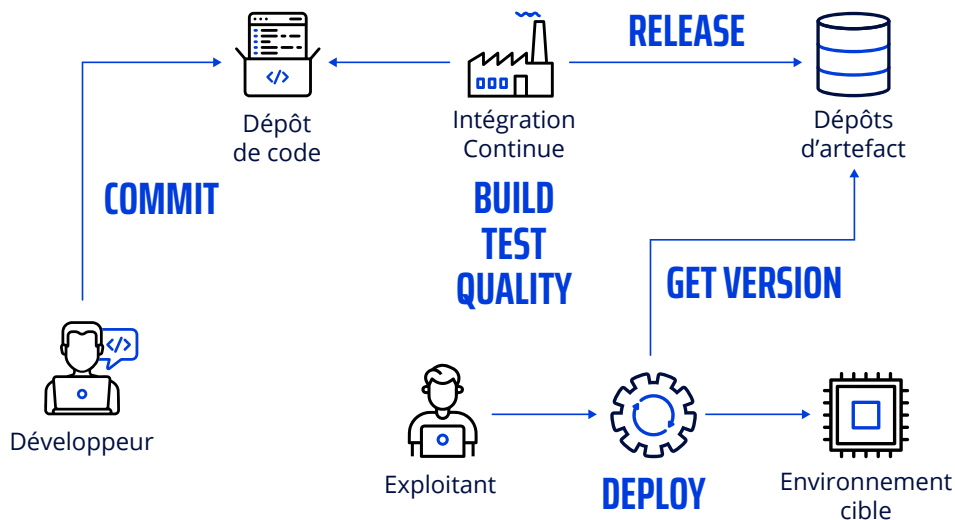 RELEASE
</>
Dépôt
de code
Intégration
Continue
Dépôts
d’artefact
COMMIT
BUILD
TEST
QUALITY
GET VERSION
</>
Développeur
Exploitant
DEPLOY
Environnement
cible